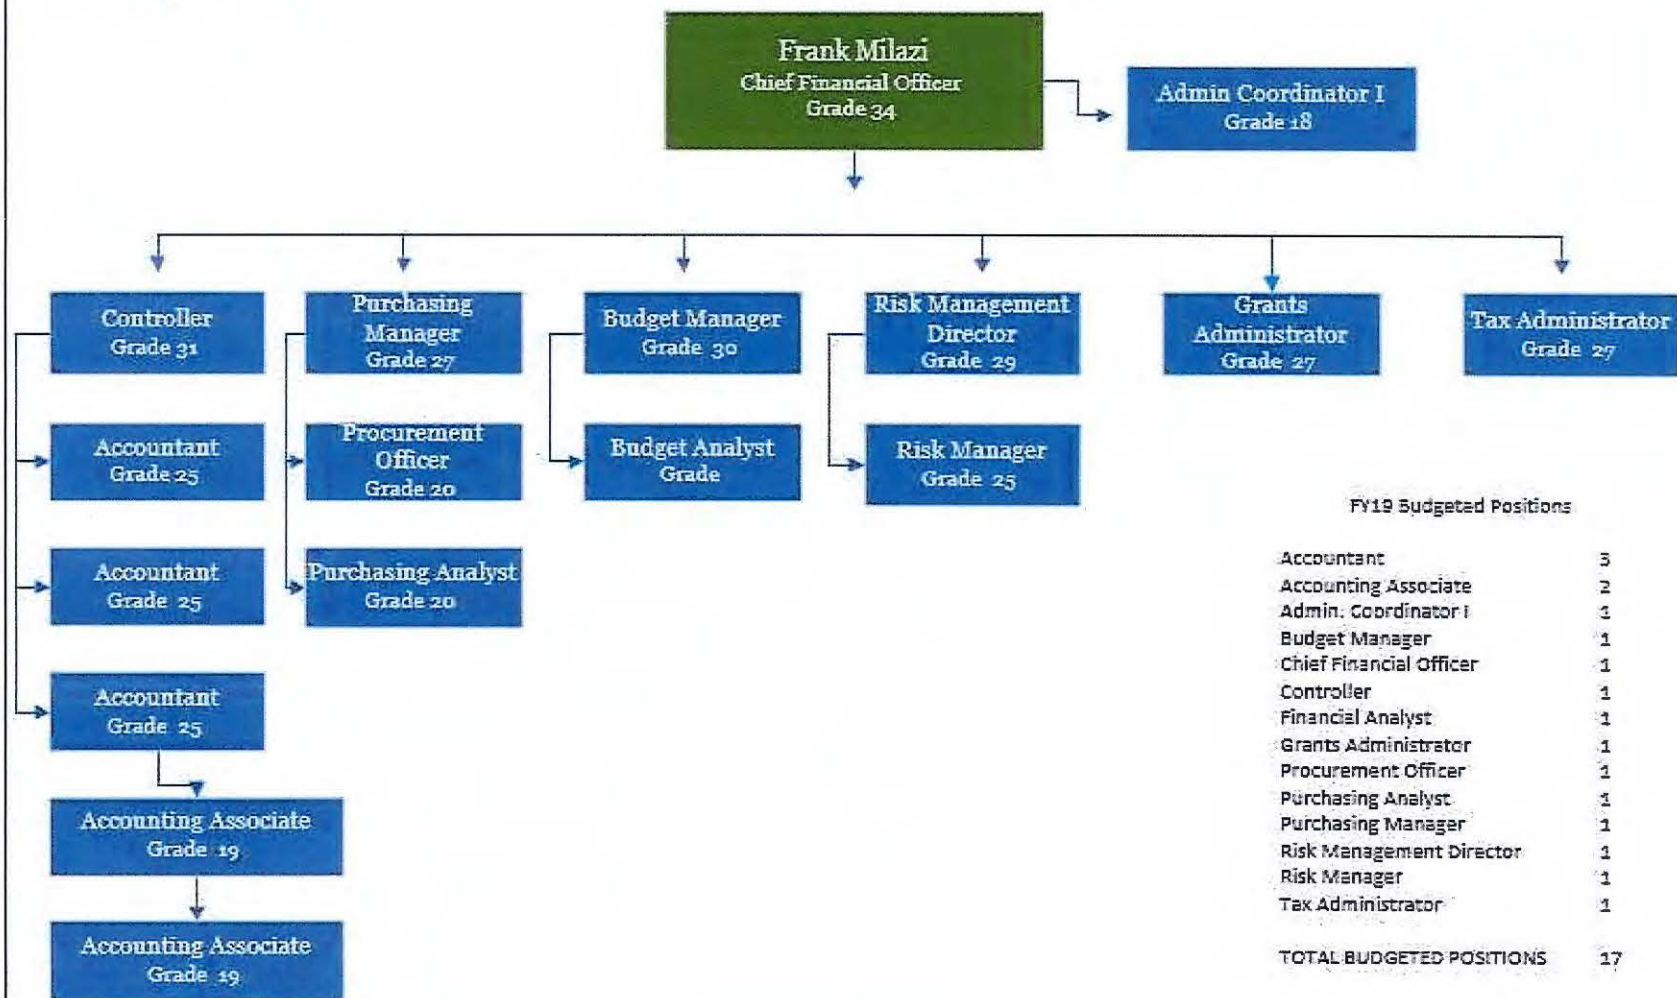 Frank Milazi
Chief Financial Officer
Grade 34
Admin Coordinator I
Grade 18
Controller
Grade 31
Purchasing
Manager
Grade 27
Budget Manager
Grade 30
Risk Management
Director
Grade 29
Grants
Administrator
Grade 27
Tax Administrator
Grade 27
Accountant
Grade 25
Procurement
Officer
Grade 20
Budget Analyst
Grade
Risk Manager
Grade 25
Accountant
Grade 25
Purchasing Analyst
Grade 20
Accountant
Grade 25
Accounting Associate
Grade 19
Accounting Associate
Grade 19
FY19 Budgeted Positions
Accountant 3
Accounting Associate 2
Admin. Coordinator I 1
Budget Manager 1
Chief Financial Officer 1
Controller 1
Financial Analyst 1
Grants Administrator 1
Procurement Officer 1
Purchasing Analyst 1
Purchasing Manager 1
Risk Management Director 1
Risk Manager 1
Tax Administrator 1
TOTAL BUDGETED POSITIONS 17